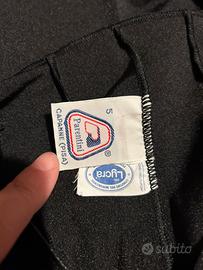 5
Parentini
®
CAPANNE (PISA)
Lycra
subito